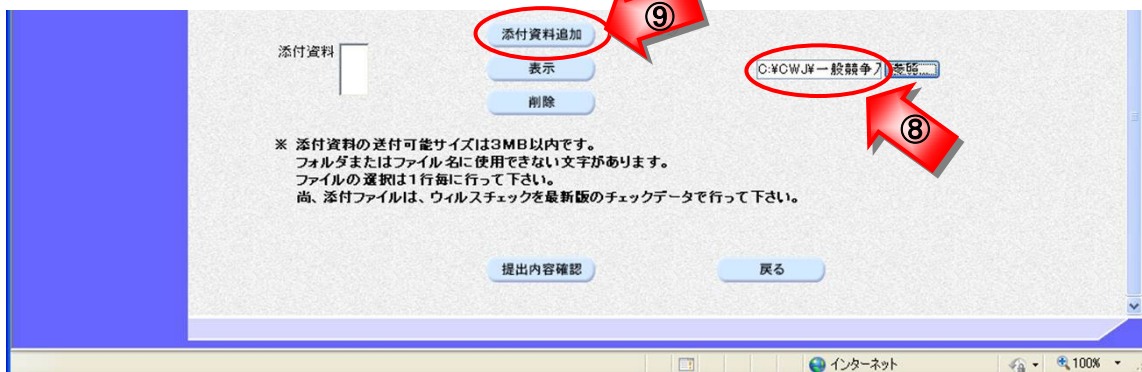 ⑨
添付資料追加
添付資料
表示
C:¥CWJ¥一般競争入 参照...
削除
⑧
※ 添付資料の送付可能サイズは3MB以内です。
フォルダまたはファイル名に使用できない文字があります。
ファイルの選択は1行毎に行って下さい。
尚、添付ファイルは、ウィルスチェックを最新版のチェックデータで行って下さい。
提出内容確認 戻る
インターネット 100%